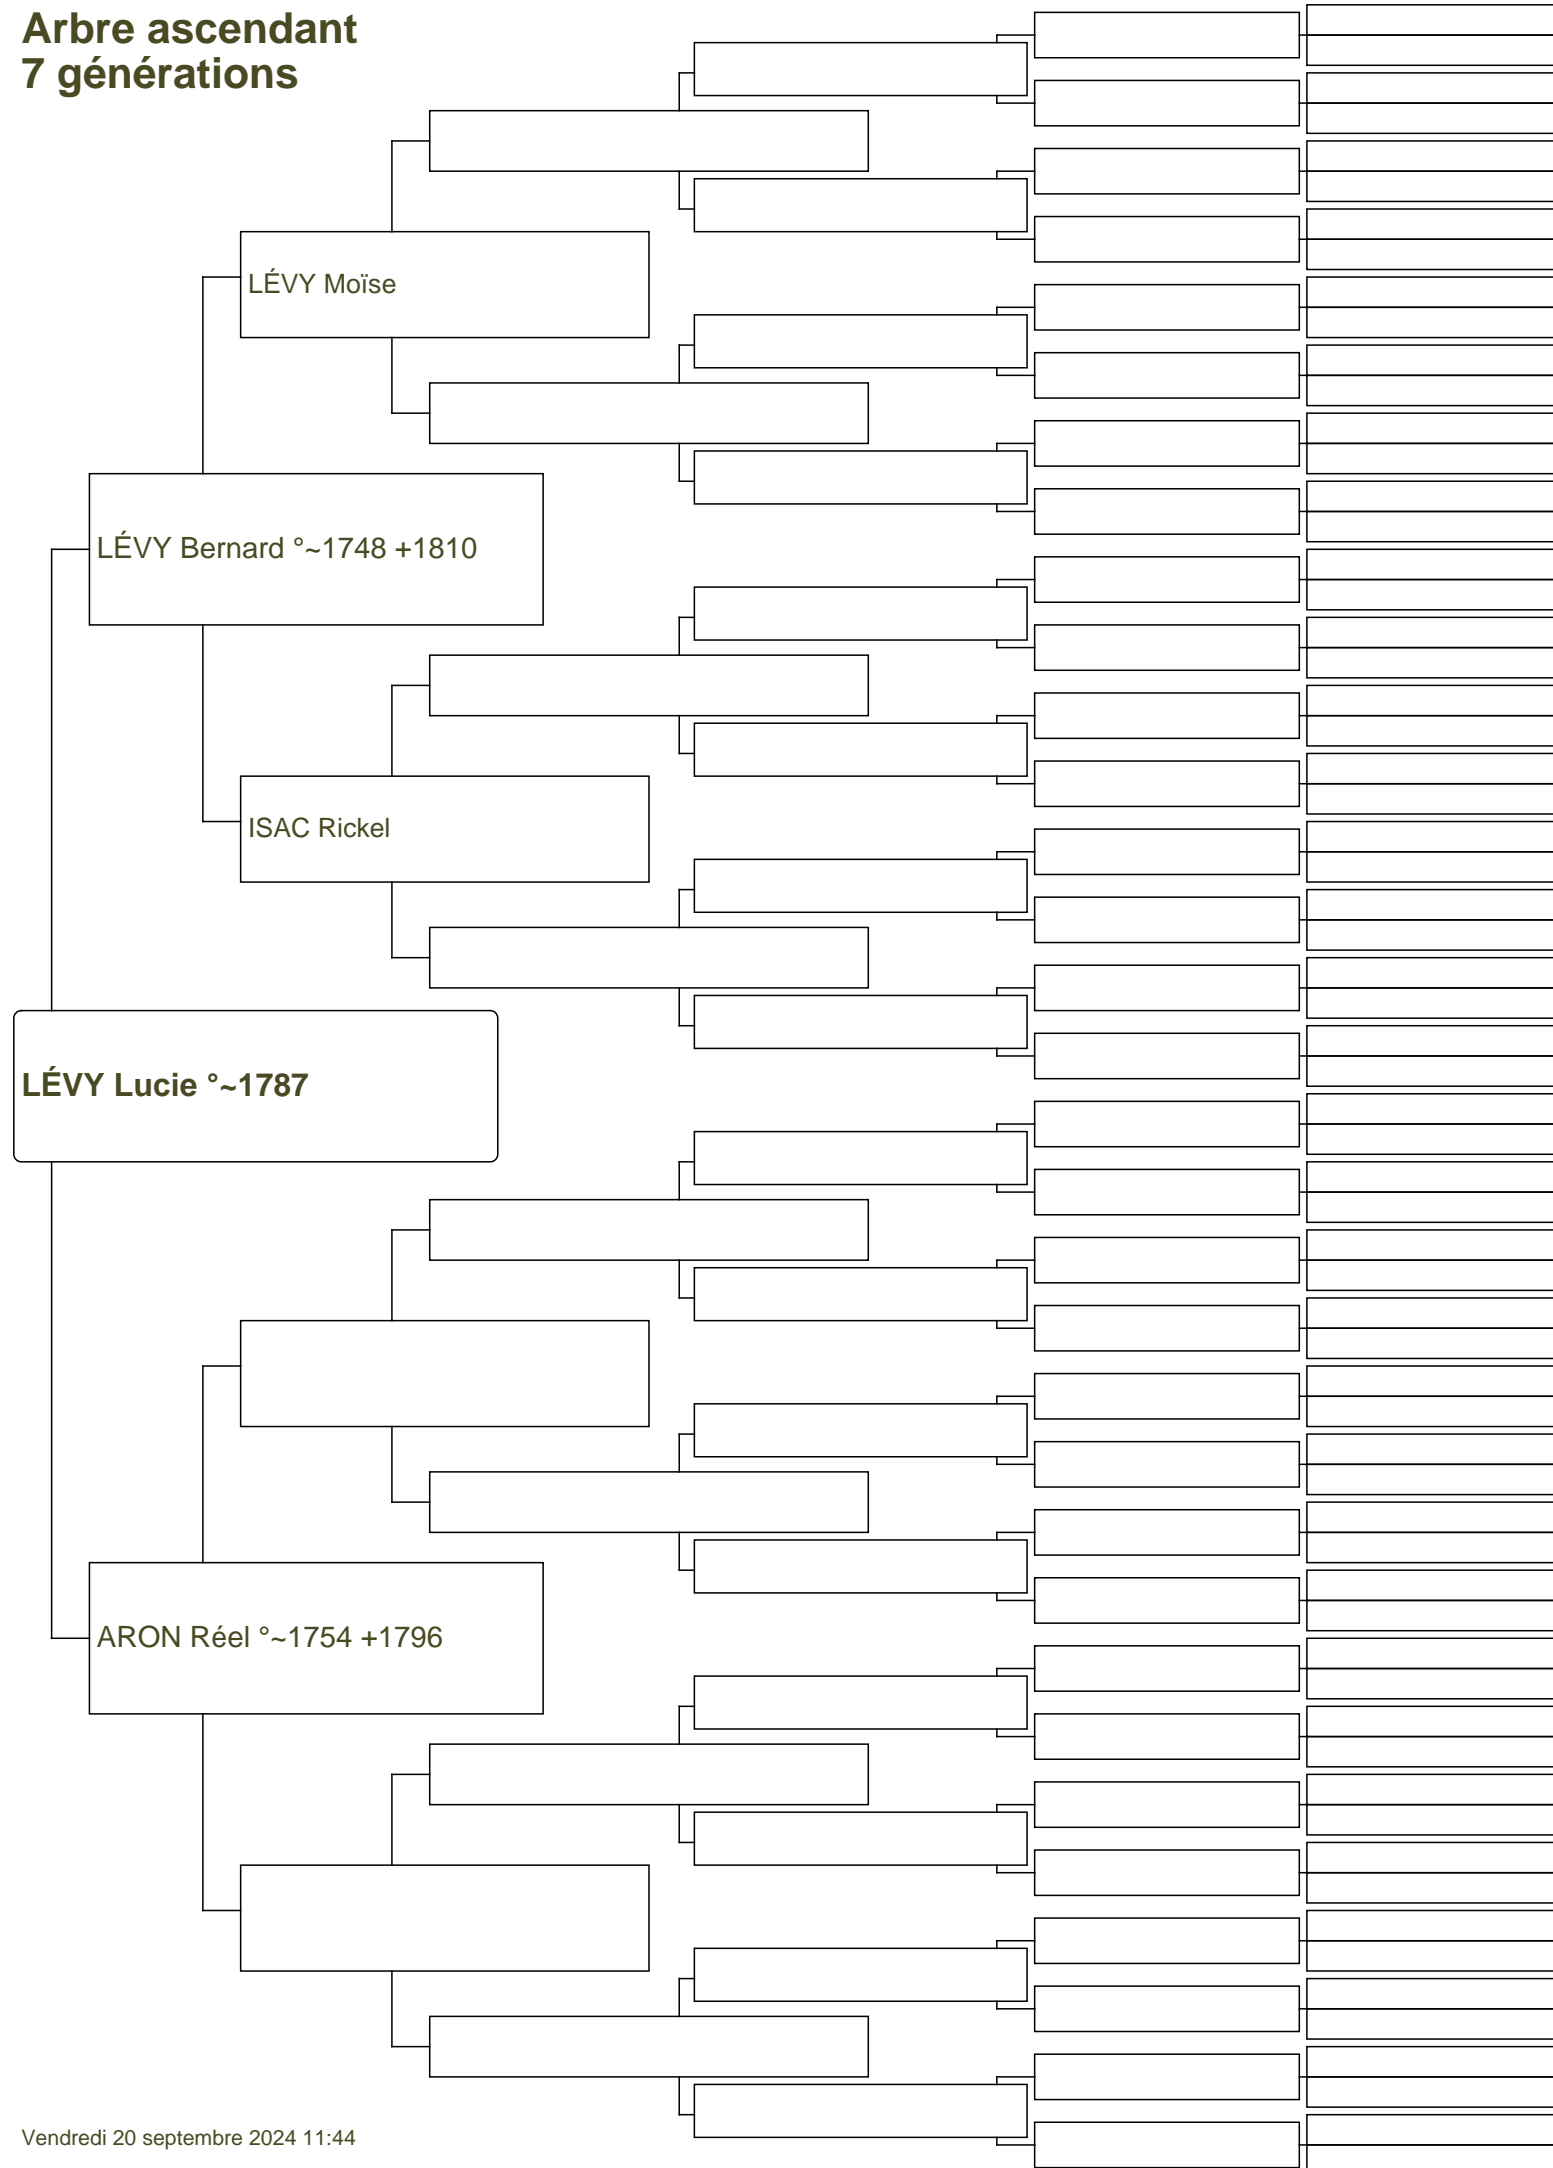 Arbre ascendant
7 générations
LÉVY Moïse
LÉVY Bernard °~1748 +1810
ISAC Rickel
LÉVY Lucie °~1787
ARON Réel °~1754 +1796
Vendredi 20 septembre 2024 11:44